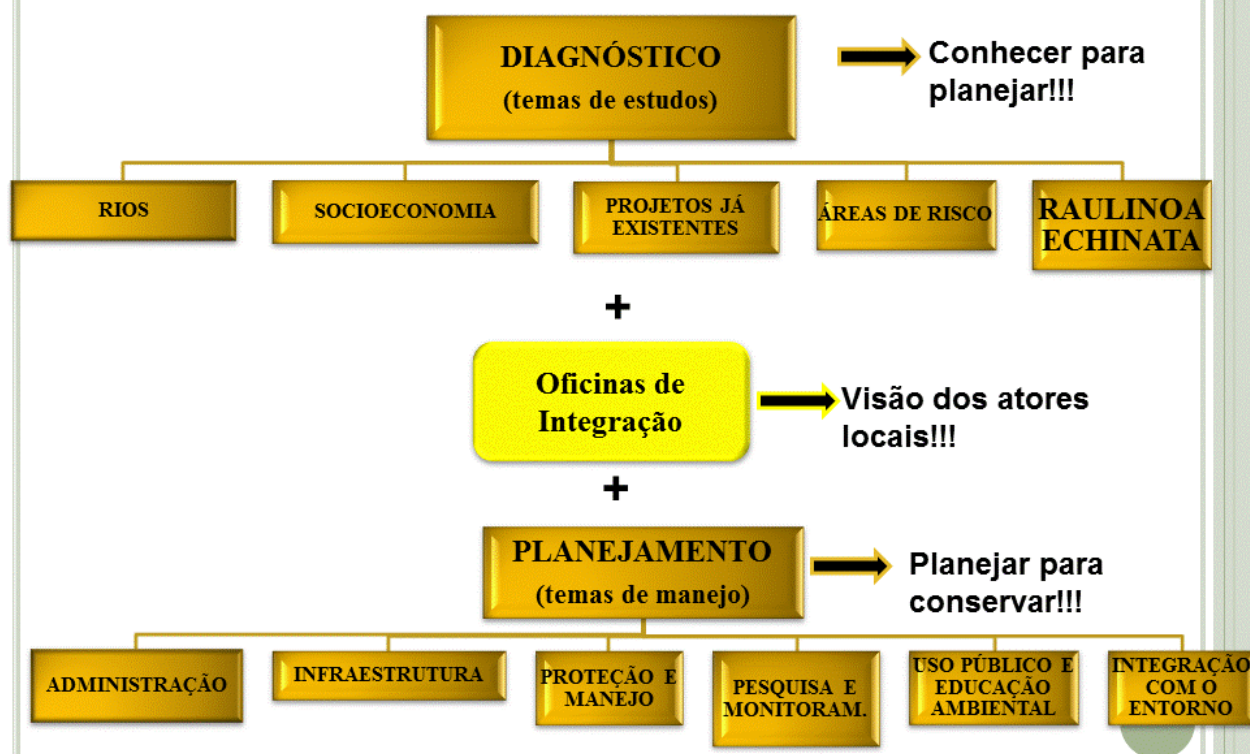 DIAGNÓSTICO
(temas de estudos)
Conhecer para
planejar!!!
RIOS
SOCIOECONOMIA
PROJETOS JÁ
EXISTENTES
ÁREAS DE RISCO
RAULINOA
ECHINATA
+
Oficinas de
Integração
Visão dos atores
locais!!!
+
PLANEJAMENTO
(temas de manejo)
Planejar para
conservar!!!
ADMINISTRAÇÃO
INFRAESTRUTURA
PROTEÇÃO E
MANEJO
PESQUISA E
MONITORAM.
USO PÚBLICO E
EDUCAÇÃO
AMBIENTAL
INTEGRAÇÃO
COM O
ENTORNO